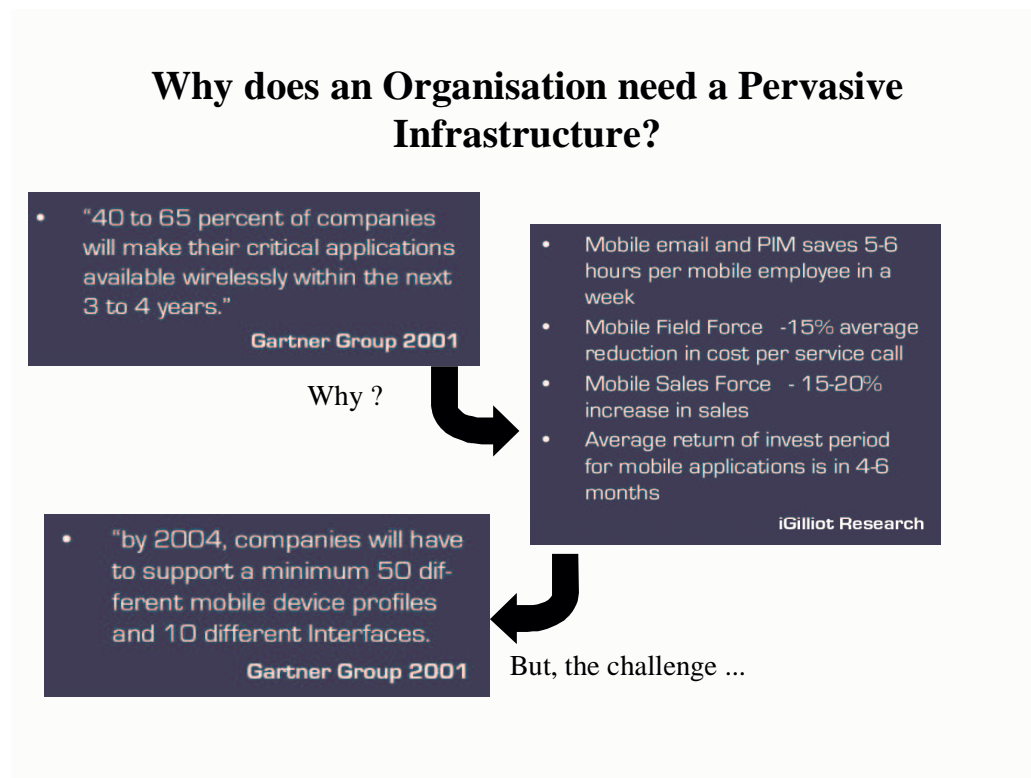 Why does an Organisation need a Pervasive
Infrastructure?
• “40 to 65 percent of companies
will make their critical applications
available wirelessly within the next
3 to 4 years.”
Gartner Group 2001
Why ?
• Mobile email and PIM saves 5-6
hours per mobile employee in a
week
• Mobile Field Force -15% average
reduction in cost per service call
• Mobile Sales Force - 15-20%
increase in sales
• Average return of invest period
for mobile applications is in 4-6
months
iGilliot Research
• “by 2004, companies will have
to support a minimum 50 dif-
ferent mobile device profiles
and 10 different Interfaces.
Gartner Group 2001
But, the challenge ...